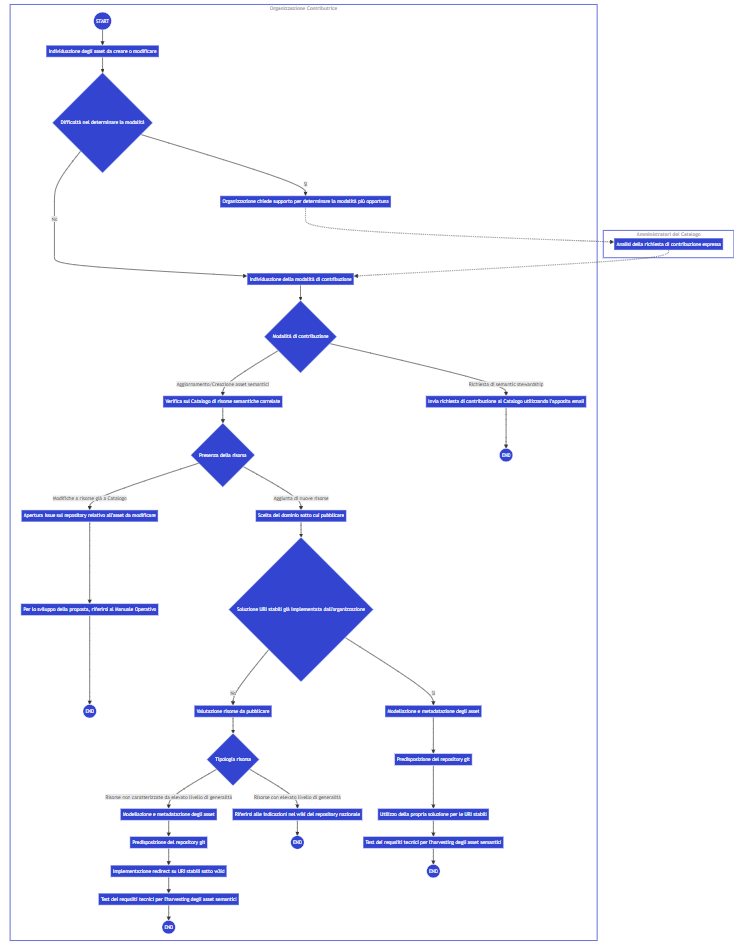 Organizzazione Contributrice
START
Individuazione degli asset da creare o modificare
Difficoltà nel determinare la modalità
Sì
Organizzazione chiede supporto per determinare la modalità più opportuna
No
Amministratori del Catalogo
Analisi della richiesta di contribuzione espressa
Individuazione della modalità di contribuzione
Modalità di contribuzione
Aggiornamento/Creazione asset semantici
Richiesta di semantic stewardship
Verifica sul Catalogo di risorse semantiche correlate
Invia richiesta di contribuzione al Catalogo utilizzando l'apposita email
Presenza della risorsa
END
Modifiche a risorse già a Catalogo
Aggiunta di nuove risorse
Apertura issue sul repository relativo all'asset da modificare
Scelta del dominio sotto cui pubblicare
Per lo sviluppo della proposta, riferirsi al Manuale Operativo
Soluzione URI stabili già implementata dall'organizzazione
No
Sì
END
Valutazione risorse da pubblicare
Modellazione e metadatazione degli asset
Tipologia risorsa
Predisposizione del repository git
Risorse non caratterizzate da elevato livello di generalità
Risorse con elevato livello di generalità
Modellazione e metadatazione degli asset
Riferirsi alle indicazioni nel wiki del repository nazionale
Utilizzo della propria soluzione per le URI stabili
Predisposizione del repository git
END
Test dei requisiti tecnici per l'harvesting degli asset semantici
Implementazione redirect su URI stabili sotto w3id
END
Test dei requisiti tecnici per l'harvesting degli asset semantici
END